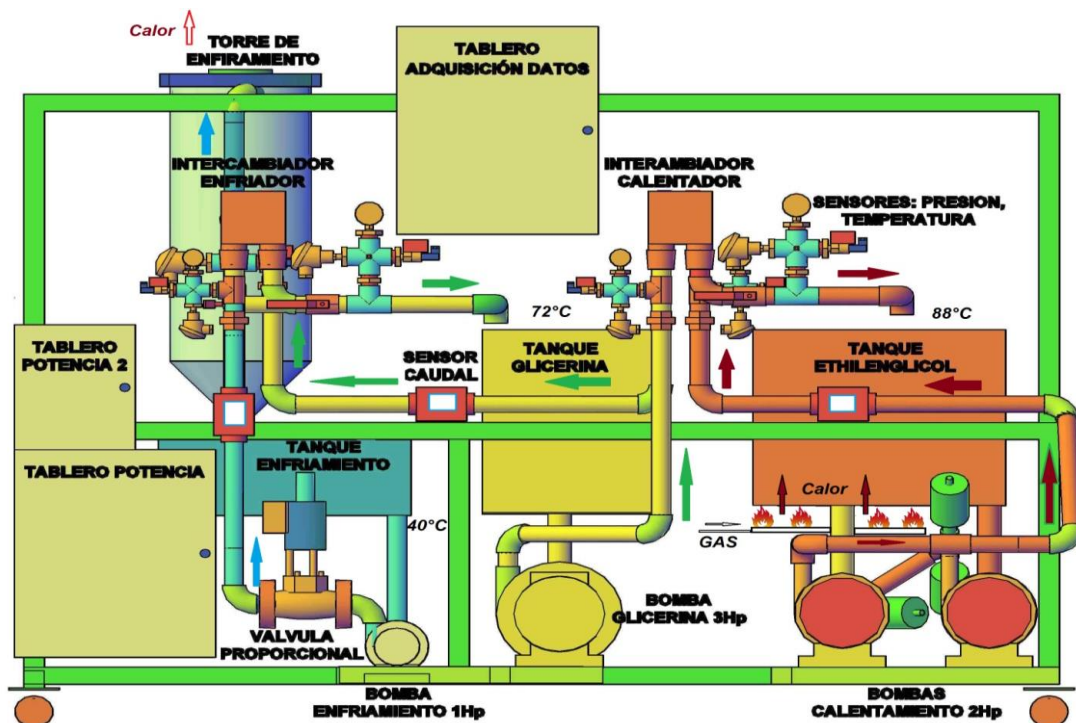 Calor
TORRE DE
ENFIRAMIENTO
TABLERO
ADQUISICIÓN DATOS
INTERCAMBIADOR
ENFRIADOR
INTERAMBIADOR
CALENTADOR
SENSORES: PRESION,
TEMPERATURA
72°C
88°C
TABLERO
POTENCIA 2
SENSOR
CAUDAL
TANQUE
GLICERINA
TANQUE
ETHILENGLICOL
TABLERO POTENCIA
TANQUE
ENFRIAMIENTO
40°C
Calor
GAS
VALVULA
PROPORCIONAL
BOMBA
GLICERINA 3Hp
BOMBA
ENFRIAMIENTO 1Hp
BOMBAS
CALENTAMIENTO 2Hp